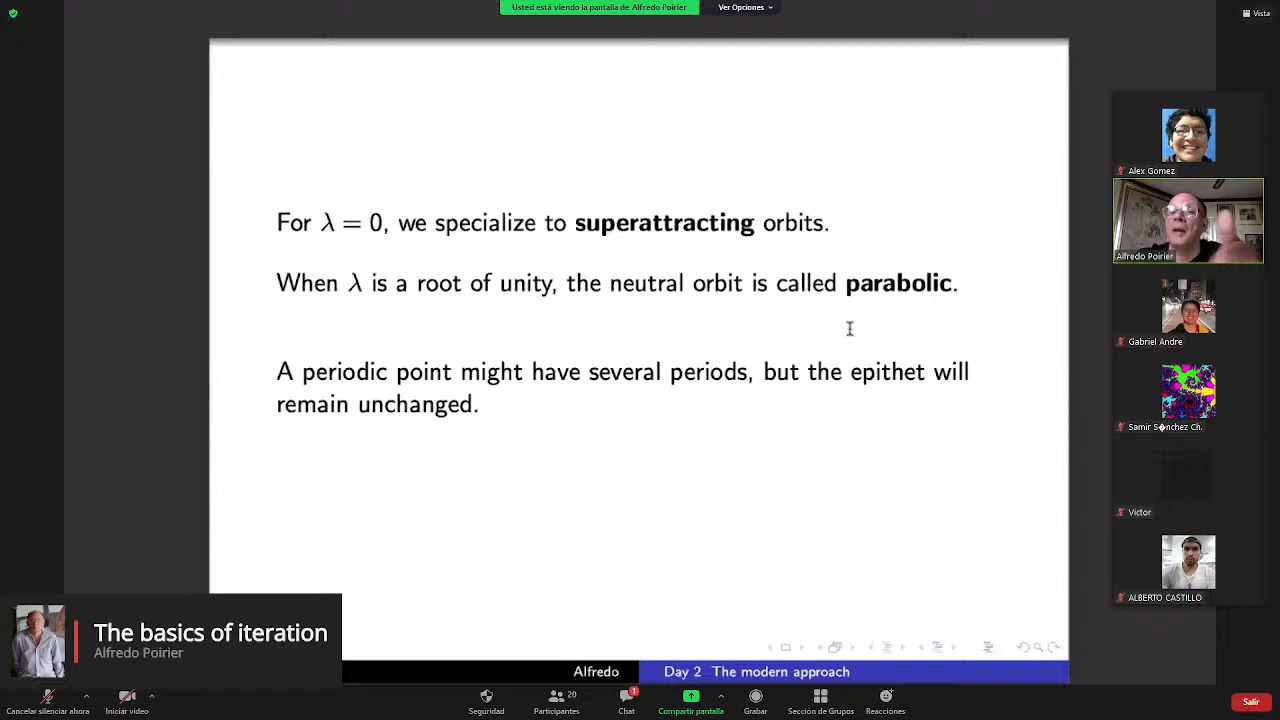 Usted está viendo la pantalla de Alfredo Poirier
Ver Opciones
Vista
For λ = 0, we specialize to superattracting orbits.
When λ is a root of unity, the neutral orbit is called parabolic.
A periodic point might have several periods, but the epithet will
remain unchanged.
Alex Gomez
Alfredo Poirier
Gabriel Andre
Samir S�nchez Ch.
Victor
ALBERTO CASTILLO
The basics of iteration
Alfredo Poirier
Alfredo
Day 2 The modern approach
Cancelar silenciar ahora
Iniciar video
Seguridad
Participantes
20
Chat
1
Compartir pantalla
Grabar
Sección de Grupos
Reacciones
Salir